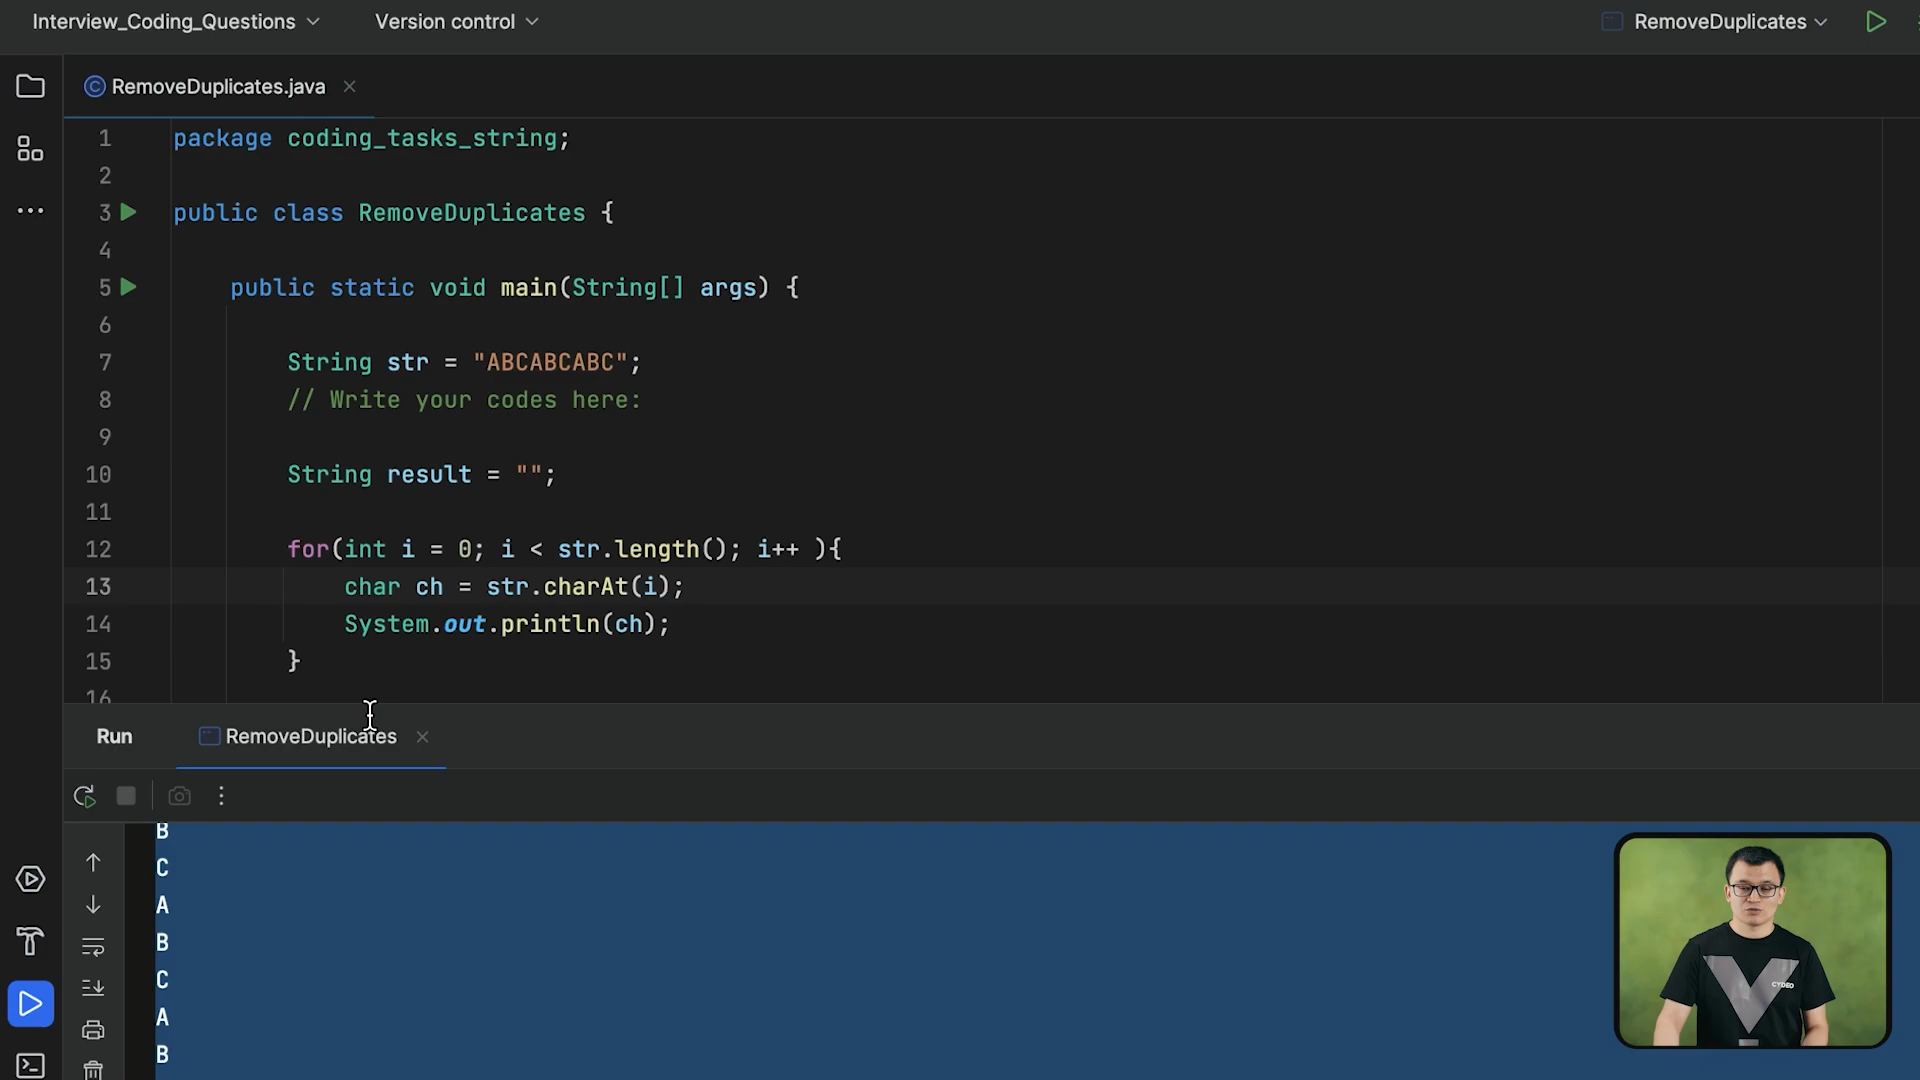 Interview_Coding_Questions Version control RemoveDuplicates
RemoveDuplicates.java
1 package coding_tasks_string;
2
3 public class RemoveDuplicates {
4
5 public static void main(String[] args) {
6
7 String str = "ABCABCABC";
8 // Write your codes here:
9
10 String result = "";
11
12 for(int i = 0; i < str.length(); i++ ){
13 char ch = str.charAt(i);
14 System.out.println(ch);
15 }
16
Run RemoveDuplicates
B
C
A
B
C
A
B
CYDEO